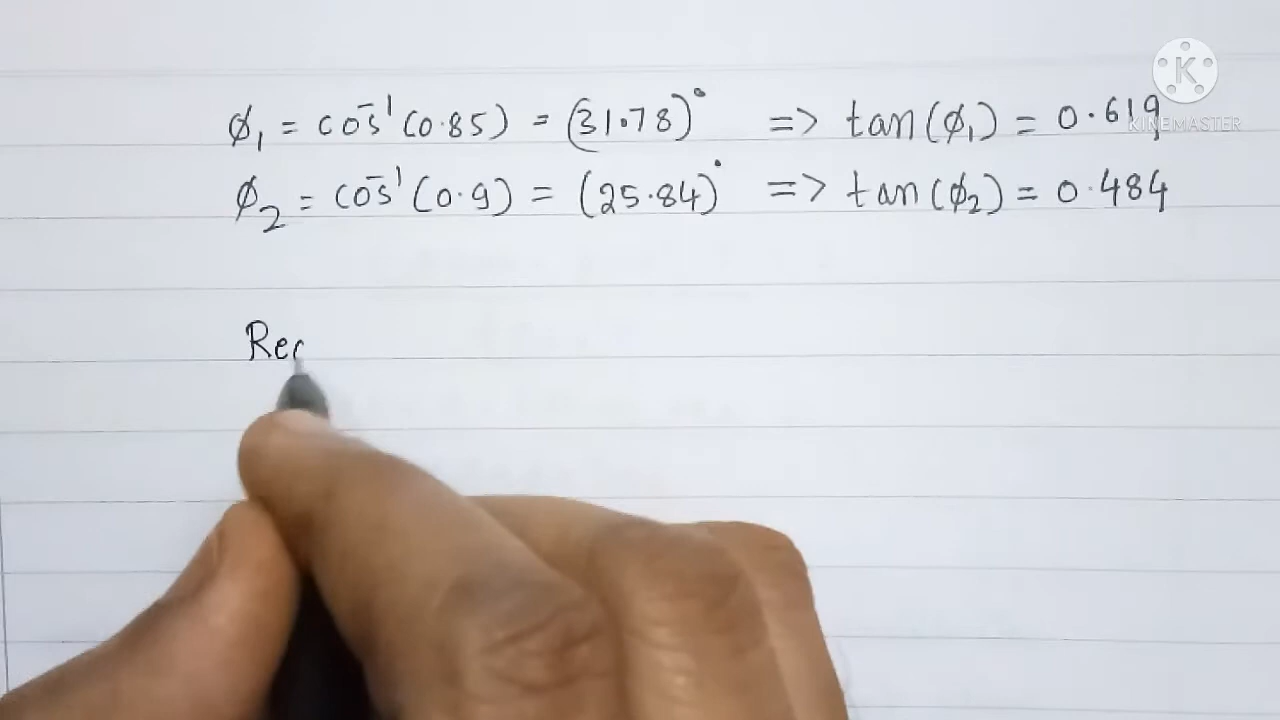 ϕ₁ = cos⁻¹(0.85) = (31.78)° => tan(ϕ₁) = 0.619
ϕ₂ = cos⁻¹(0.9) = (25.84)° => tan(ϕ₂) = 0.484
KINEMASTER